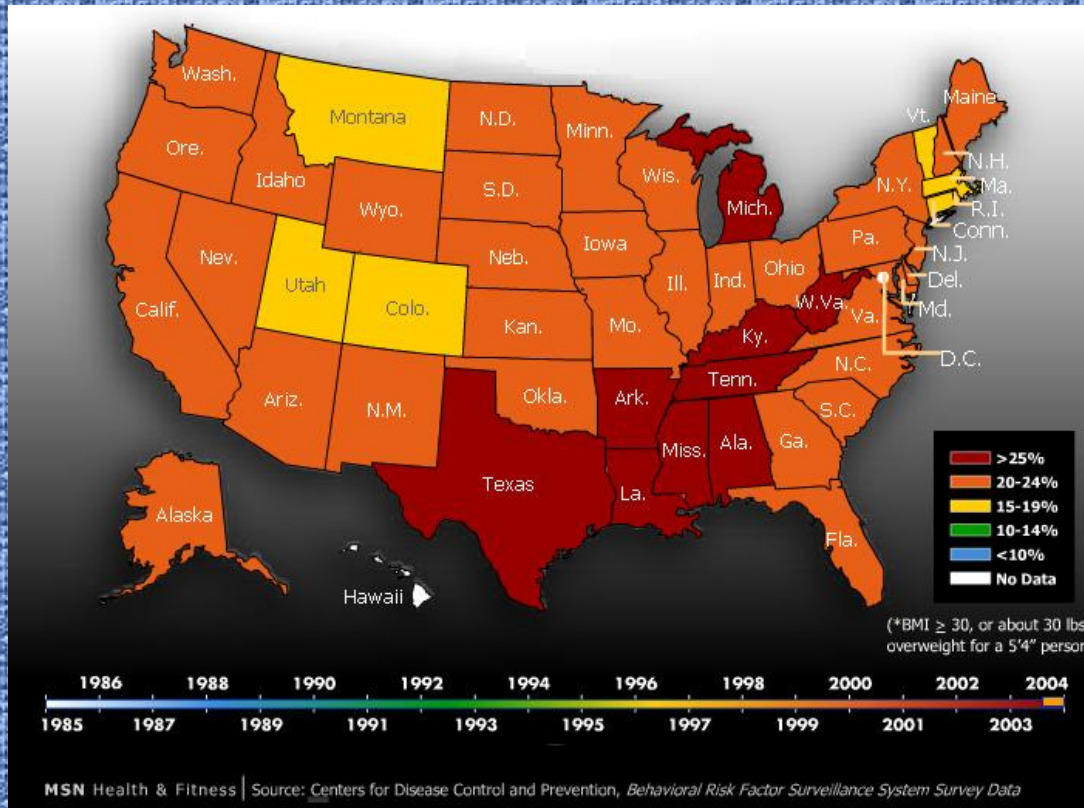 Wash.
Montana
N.D.
Minn.
Vt.
Maine
Ore.
Idaho
Wyo.
S.D.
Wis.
Mich.
N.Y.
N.H.
Ma.
R.I.
Conn.
Nev.
Utah
Colo.
Neb.
Iowa
Ill.
Ind.
Ohio
Pa.
N.J.
Del.
Md.
Calif.
Kan.
Mo.
W.Va.
Va.
Ky.
D.C.
Ariz.
N.M.
Okla.
Ark.
Tenn.
N.C.
S.C.
Texas
La.
Miss.
Ala.
Ga.
Fla.
Alaska
Hawaii
>25%
20-24%
15-19%
10-14%
<10%
No Data
(*BMI ≥ 30, or about 30 lbs
overweight for a 5'4" person
1986 1988 1990 1992 1994 1996 1998 2000 2002 2004
1985 1987 1989 1991 1993 1995 1997 1999 2001 2003
MSN Health & Fitness | Source: Centers for Disease Control and Prevention, Behavioral Risk Factor Surveillance System Survey Data